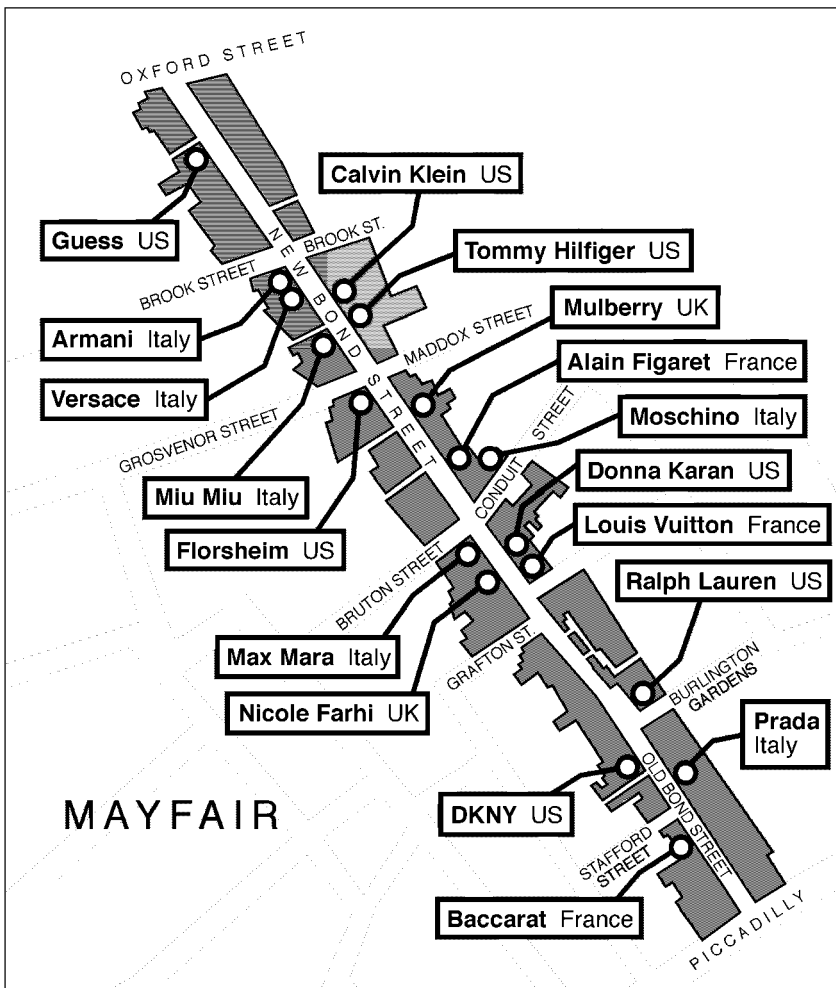 OXFORD STREET
Calvin Klein US
Guess US
BROOK ST.
NEW BOND STREET
Tommy Hilfiger US
BROOK STREET
Mulberry UK
Armani Italy
MADDOX STREET
Alain Figaret France
Versace Italy
Moschino Italy
GROSVENOR STREET
CONDUIT STREET
Donna Karan US
Miu Miu Italy
Louis Vuitton France
Florsheim US
Ralph Lauren US
BRUTON STREET
Max Mara Italy
GRAFTON ST.
BURLINGTON
GARDENS
Nicole Farhi UK
Prada
Italy
OLD BOND STREET
DKNY US
MAYFAIR
STAFFORD
STREET
Baccarat France
PICCADILLY